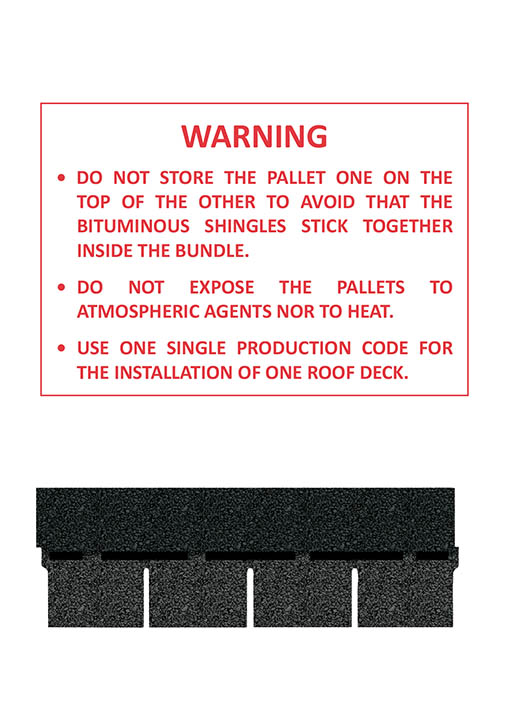 WARNING
• DO NOT STORE THE PALLET ONE ON THE
TOP OF THE OTHER TO AVOID THAT THE
BITUMINOUS SHINGLES STICK TOGETHER
INSIDE THE BUNDLE.
• DO NOT EXPOSE THE PALLETS TO
ATMOSPHERIC AGENTS NOR TO HEAT.
• USE ONE SINGLE PRODUCTION CODE FOR
THE INSTALLATION OF ONE ROOF DECK.